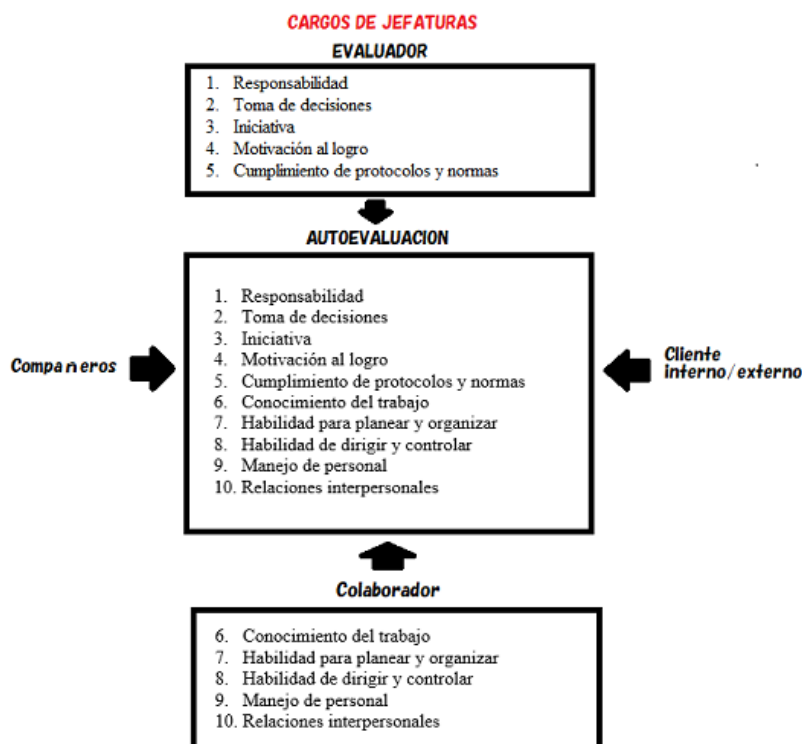 CARGOS DE JEFATURAS
EVALUADOR
1. Responsabilidad
2. Toma de decisiones
3. Iniciativa
4. Motivación al logro
5. Cumplimiento de protocolos y normas
AUTOEVALUACION
1. Responsabilidad
2. Toma de decisiones
3. Iniciativa
4. Motivación al logro
5. Cumplimiento de protocolos y normas
6. Conocimiento del trabajo
7. Habilidad para planear y organizar
8. Habilidad de dirigir y controlar
9. Manejo de personal
10. Relaciones interpersonales
Compañeros
Cliente
interno/externo
Colaborador
6. Conocimiento del trabajo
7. Habilidad para planear y organizar
8. Habilidad de dirigir y controlar
9. Manejo de personal
10. Relaciones interpersonales